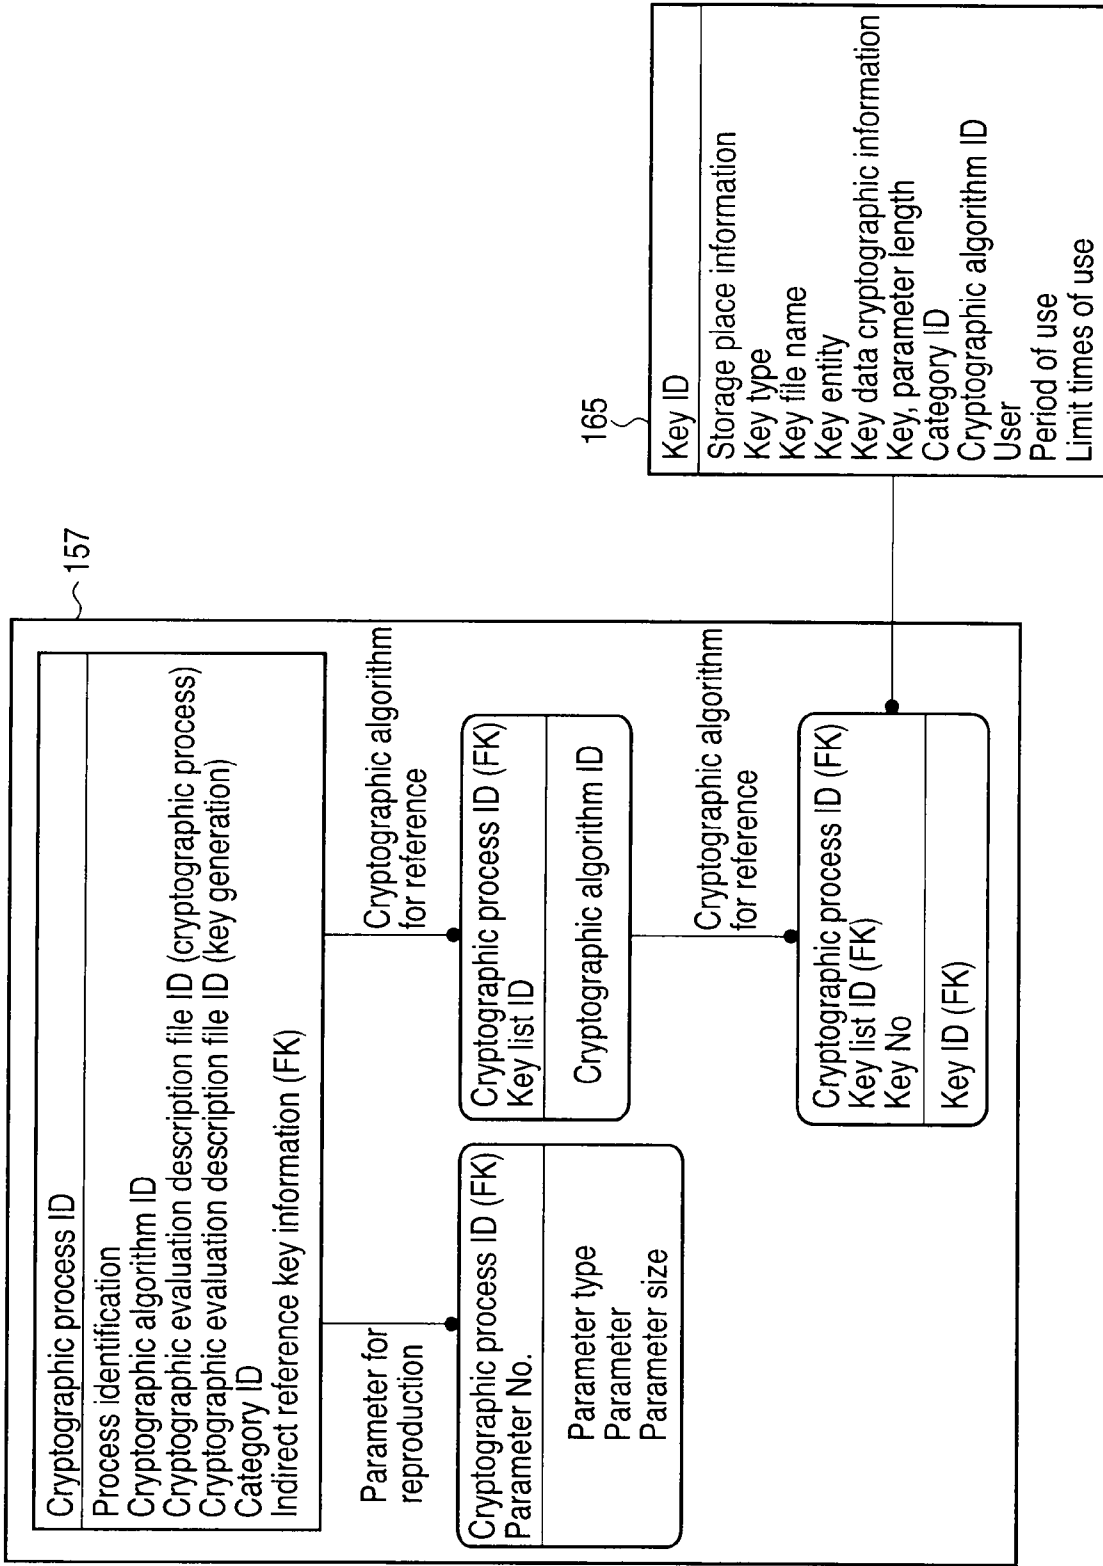 157
Cryptographic process ID
Process identification
Cryptographic algorithm ID
Cryptographic evaluation description file ID (cryptographic process)
Cryptographic evaluation description file ID (key generation)
Category ID
Indirect reference key information (FK)
Parameter for
reproduction
Cryptographic algorithm
for reference
Cryptographic process ID (FK)
Parameter No.
Parameter type
Parameter
Parameter size
Cryptographic process ID (FK)
Key list ID
Cryptographic algorithm ID
Cryptographic algorithm
for reference
Cryptographic process ID (FK)
Key list ID (FK)
Key No
Key ID (FK)
165
Key ID
Storage place information
Key type
Key file name
Key entity
Key data cryptographic information
Key, parameter length
Category ID
Cryptographic algorithm ID
User
Period of use
Limit times of use